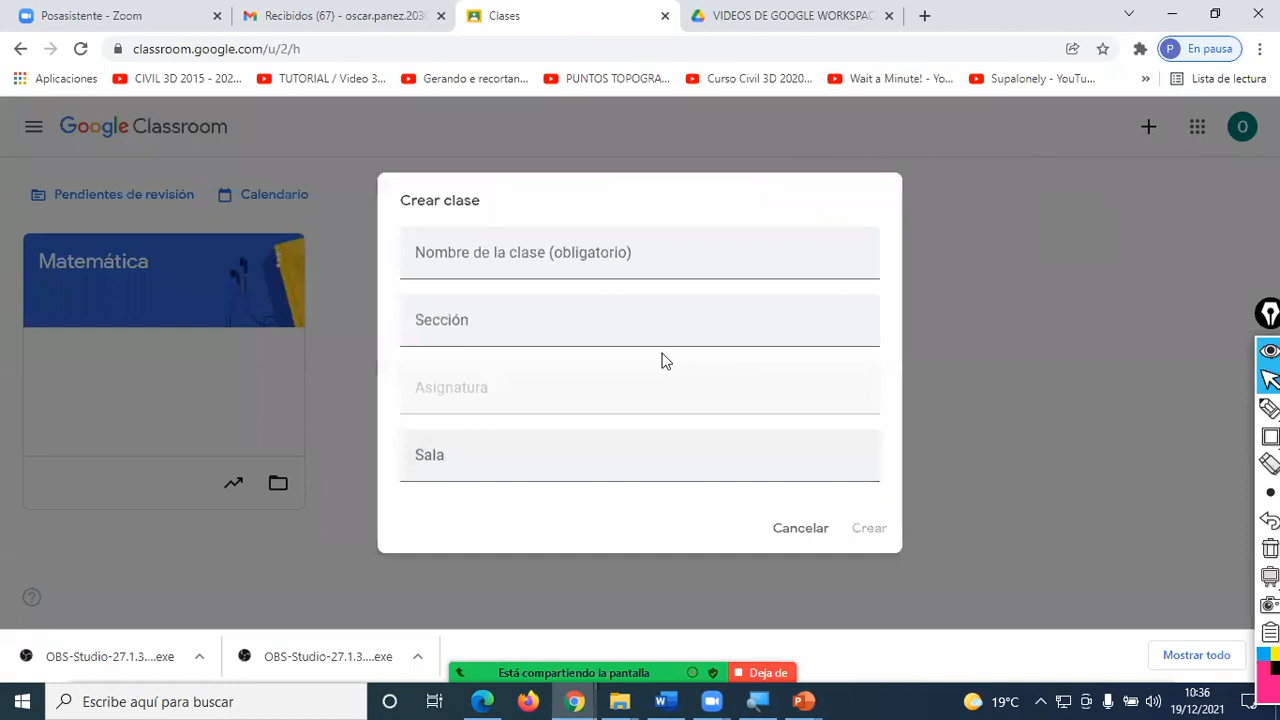 Posasistente - Zoom
Recibidos (67) - oscar.panez.203
Clases
VIDEOS DE GOOGLE WORKSPAC
classroom.google.com/u/2/h
En pausa
P
Aplicaciones
CIVIL 3D 2015 - 202...
TUTORIAL / Video 3...
Gerando e recortan...
PUNTOS TOPOGRA...
Curso Civil 3D 2020...
Wait a Minute! - Yo...
Supalonely - YouTu...
Lista de lectura
Google Classroom
O
Pendientes de revisión
Calendario
Matemática
Crear clase
Nombre de la clase (obligatorio)
Sección
Asignatura
Sala
Cancelar
Crear
OBS-Studio-27.1.3....exe
OBS-Studio-27.1.3....exe
Mostrar todo
Está compartiendo la pantalla
Deja de
Escribe aquí para buscar
19°C
10:36
19/12/2021